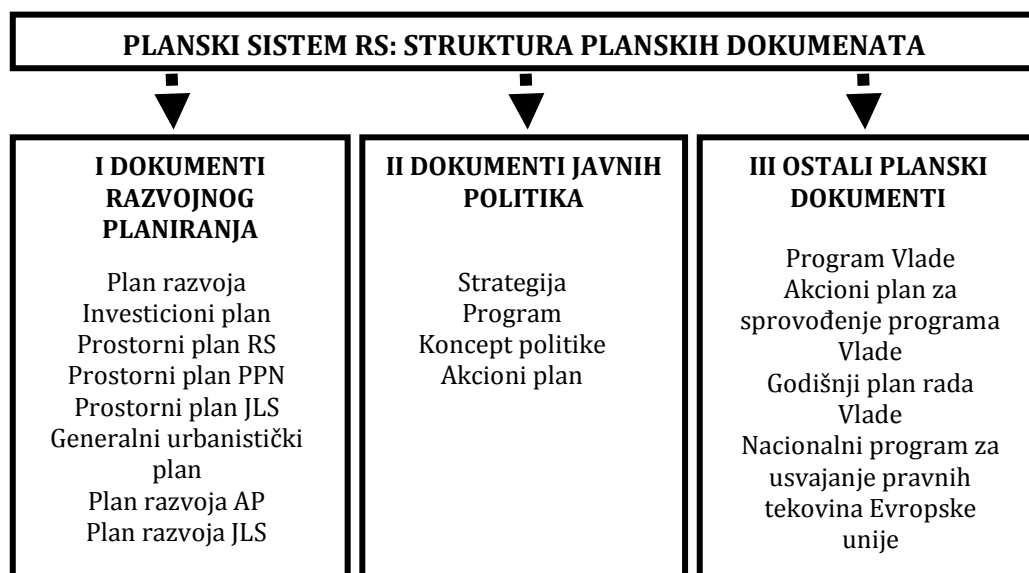 PLANSKI SISTEM RS: STRUKTURA PLANSKIH DOKUMENATA
I DOKUMENTI
RAZVOJNOG
PLANIRANJA
Plan razvoja
Investicioni plan
Prostorni plan RS
Prostorni plan PPN
Prostorni plan JLS
Generalni urbanistički
plan
Plan razvoja AP
Plan razvoja JLS
II DOKUMENTI JAVNIH
POLITIKA
Strategija
Program
Koncept politike
Akcioni plan
III OSTALI PLANSKI
DOKUMENTI
Program Vlade
Akcioni plan za
sprovođenje programa
Vlade
Godišnji plan rada
Vlade
Nacionalni program za
usvajanje pravnih
tekovina Evropske
unije